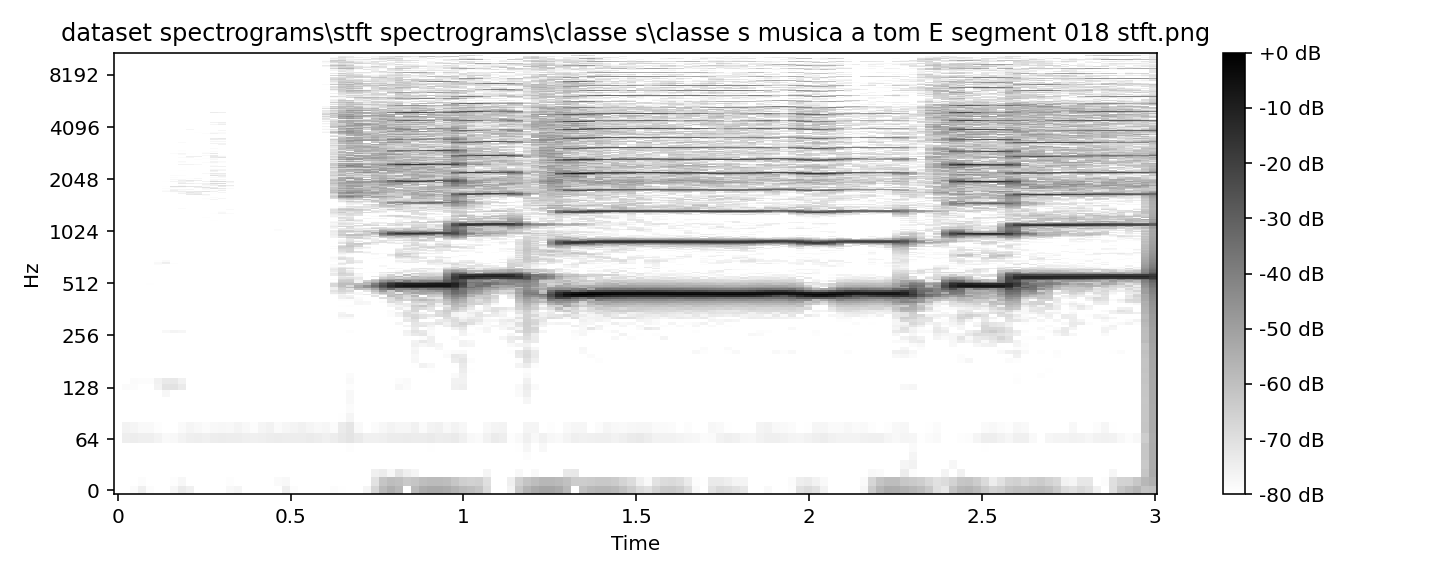 dataset spectrograms\stft spectrograms\classe s\classe s musica a tom E segment 018 stft.png
8192
4096
2048
1024
512
256
128
64
0
Hz
0
0.5
1
1.5
2
2.5
3
Time
+0 dB
-10 dB
-20 dB
-30 dB
-40 dB
-50 dB
-60 dB
-70 dB
-80 dB